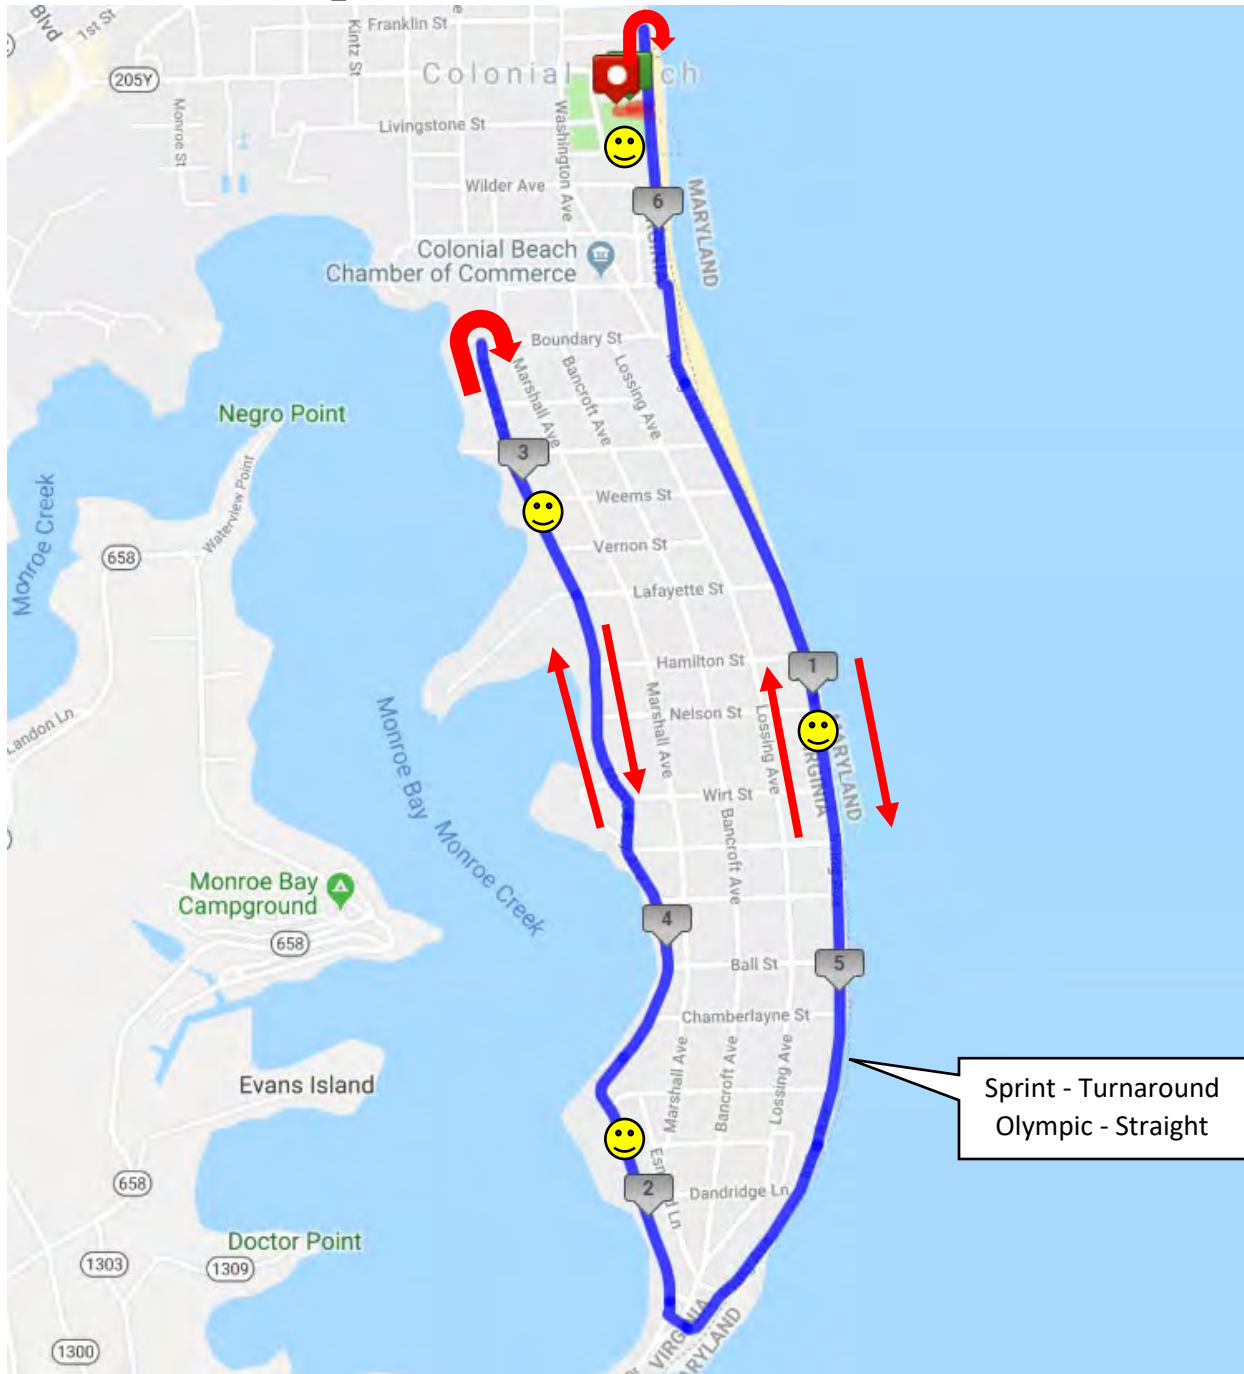 Blvd
1st St
Franklin St
Kintz St
205Y
Colonial
ch
Monroe St
Livingstone St
Washington Ave
Wilder Ave
6
MARYLAND
Colonial Beach
Chamber of Commerce
Boundary St
Marshall Ave
Bancroft Ave
Lossing Ave
Negro Point
3
Waterview Point
Weems St
Monroe Creek
658
Vernon St
Lafayette St
Hamilton St
1
Landon Ln
Monroe Bay
Marshall Ave
Nelson St
Lossing Ave
MARYLAND
VIRGINIA
Wirt St
Monroe Creek
Bancroft Ave
Monroe Bay
Campground
658
4
Ball St
5
Chamberlayne St
Evans Island
Marshall Ave
Bancroft Ave
Lossing Ave
Sprint - Turnaround
Olympic - Straight
658
2
Dandridge Ln
Doctor Point
1303
1309
VIRGINIA
MARYLAND
1300